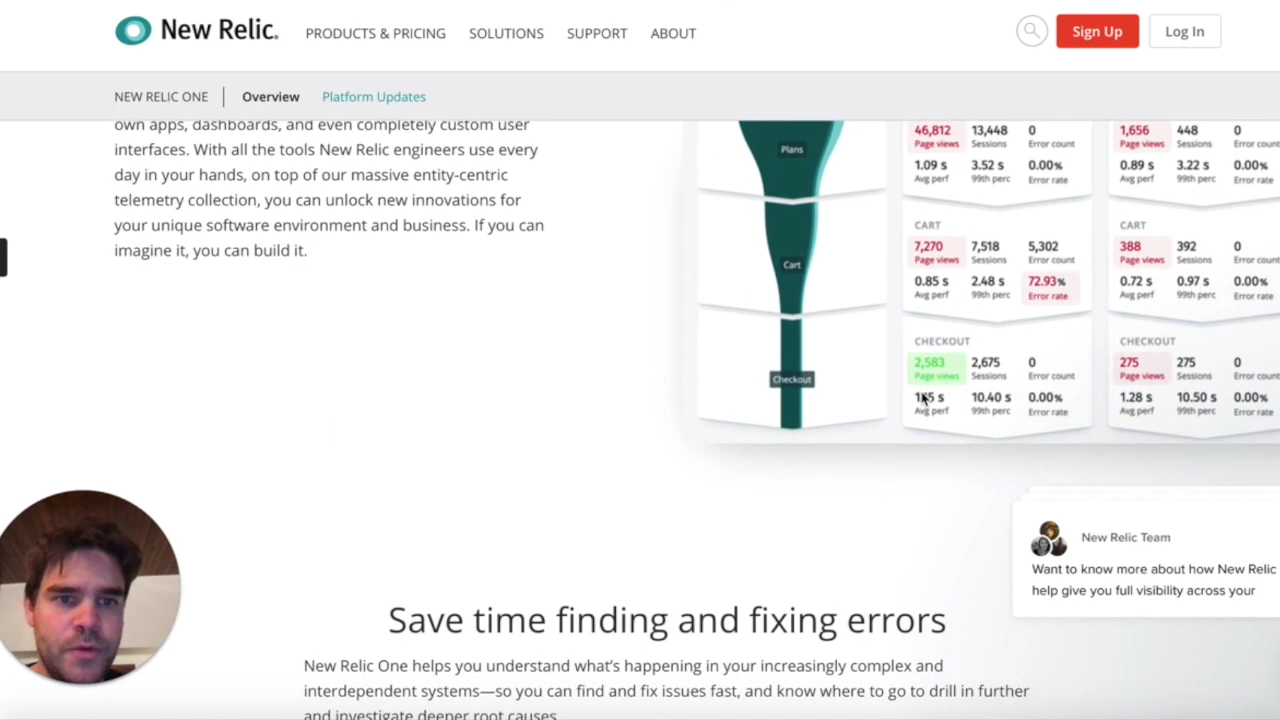 New Relic.
PRODUCTS & PRICING SOLUTIONS SUPPORT ABOUT
Sign Up
Log In
NEW RELIC ONE Overview Platform Updates
own apps, dashboards, and even completely custom user
interfaces. With all the tools New Relic engineers use every
day in your hands, on top of our massive entity-centric
telemetry collection, you can unlock new innovations for
your unique software environment and business. If you can
imagine it, you can build it.
Plans
Cart
Checkout
46,812 13,448 0
Page views Sessions Error count
1.09 s 3.52 s 0.00%
Avg perf 99th perc Error rate
CART
7,270 7,518 5,302
Page views Sessions Error count
0.85 s 2.48 s 72.93%
Avg perf 99th perc Error rate
CHECKOUT
2,583 2,675 0
Page views Sessions Error count
10.40 s 0.00%
Avg perf 99th perc Error rate
1,656 448 0
Page views Sessions Error count
0.89 s 3.22 s 0.00%
Avg perf 99th perc Error rate
CART
388 392 0
Page views Sessions Error count
0.72 s 0.97 s 0.00%
Avg perf 99th perc Error rate
CHECKOUT
275 275 0
Page views Sessions Error count
1.28 s 10.50 s 0.00%
Avg perf 99th perc Error rate
New Relic Team
Want to know more about how New Relic
help give you full visibility across your
Save time finding and fixing errors
New Relic One helps you understand what's happening in your increasingly complex and
interdependent systems—so you can find and fix issues fast, and know where to go to drill in further
and investigate deeper root causes.